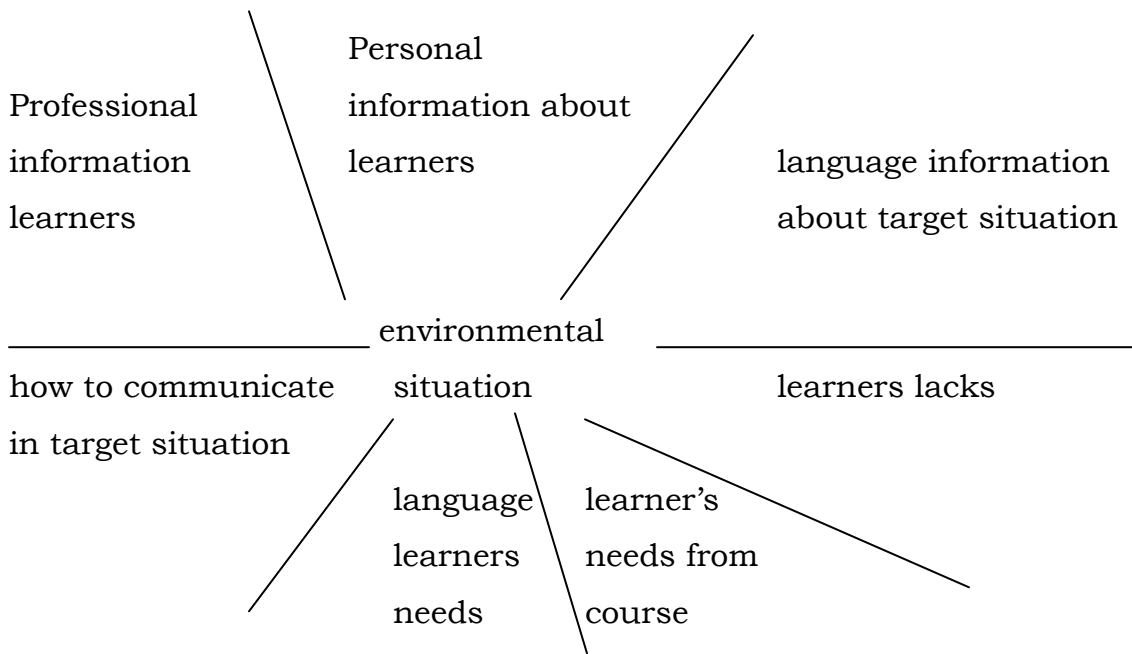 Professional
information
learners
Personal
information about
learners
language information
about target situation
environmental
situation
how to communicate
in target situation
learners lacks
language
learners
needs
learner’s
needs from
course